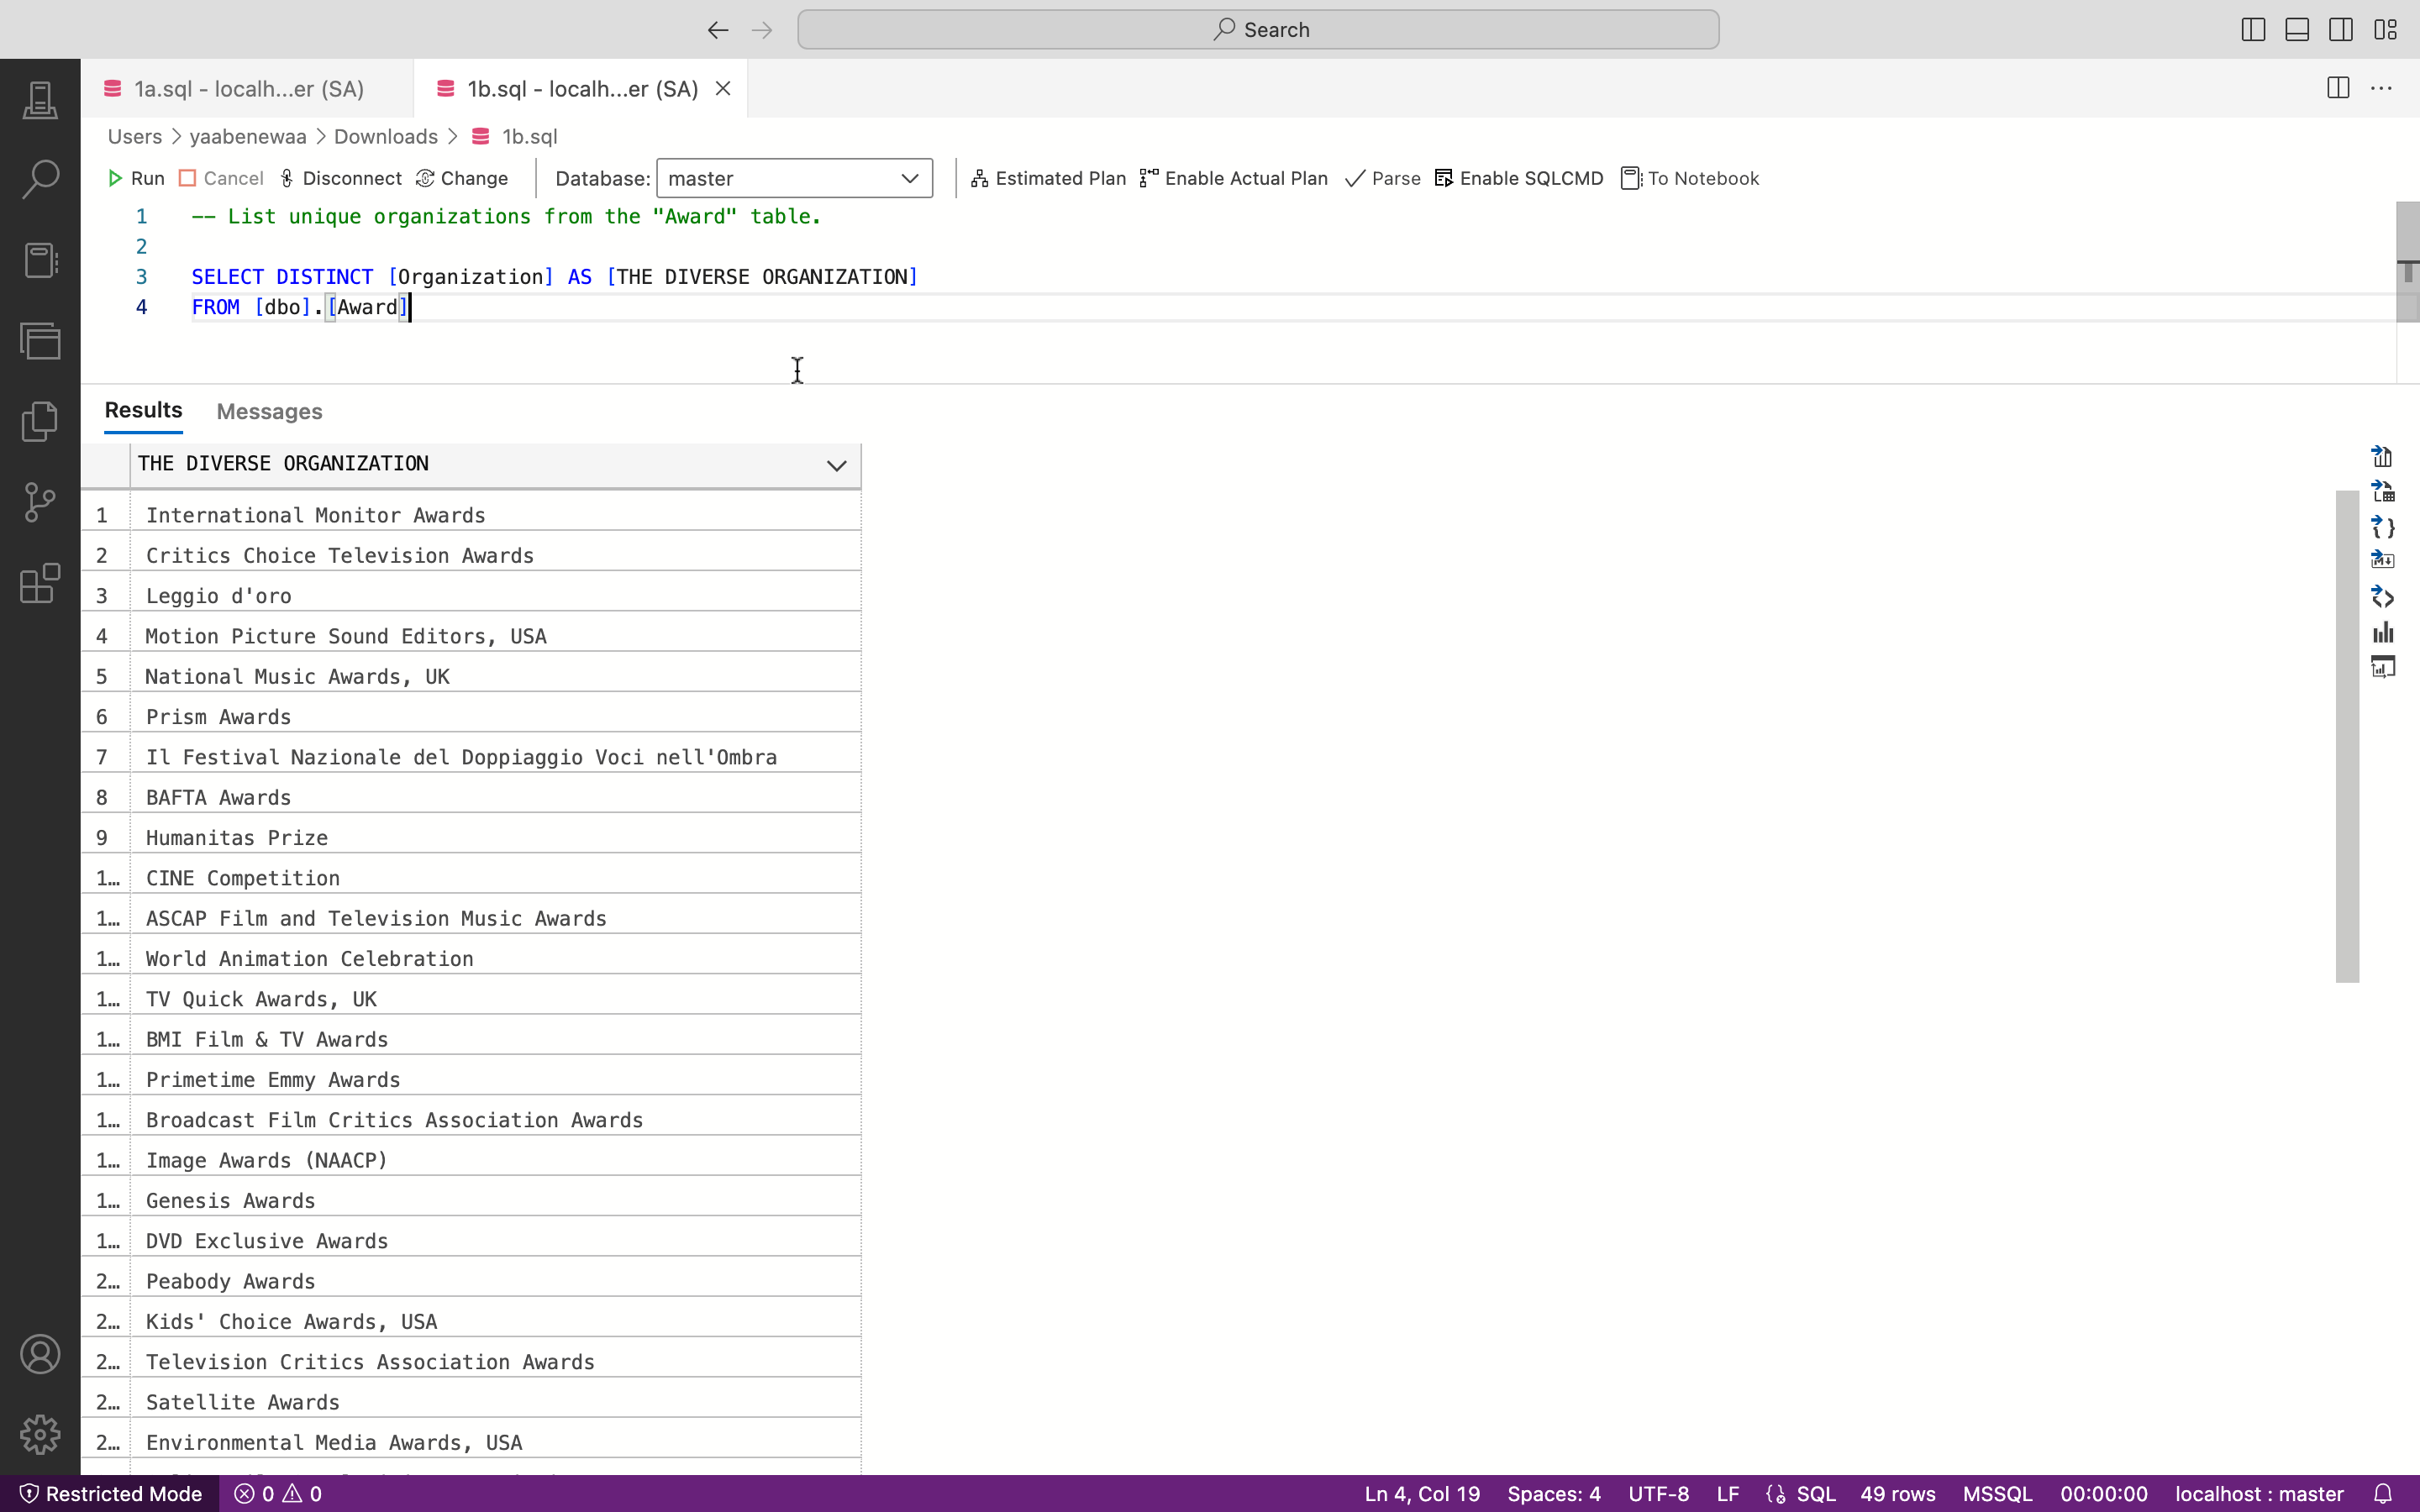 Search
1a.sql - localh...er (SA)
1b.sql - localh...er (SA)
Users > yaabenewaa > Downloads > 1b.sql
Run Cancel Disconnect Change Database: master Estimated Plan Enable Actual Plan Parse Enable SQLCMD To Notebook
1 -- List unique organizations from the "Award" table.
2
3 SELECT DISTINCT [Organization] AS [THE DIVERSE ORGANIZATION]
4 FROM [dbo].[Award]
Results Messages
THE DIVERSE ORGANIZATION
1 International Monitor Awards
2 Critics Choice Television Awards
3 Leggio d'oro
4 Motion Picture Sound Editors, USA
5 National Music Awards, UK
6 Prism Awards
7 Il Festival Nazionale del Doppiaggio Voci nell'Ombra
8 BAFTA Awards
9 Humanitas Prize
1… CINE Competition
1… ASCAP Film and Television Music Awards
1… World Animation Celebration
1… TV Quick Awards, UK
1… BMI Film & TV Awards
1… Primetime Emmy Awards
1… Broadcast Film Critics Association Awards
1… Image Awards (NAACP)
1… Genesis Awards
1… DVD Exclusive Awards
2… Peabody Awards
2… Kids' Choice Awards, USA
2… Television Critics Association Awards
2… Satellite Awards
2… Environmental Media Awards, USA
Restricted Mode 0 0 Ln 4, Col 19 Spaces: 4 UTF-8 LF SQL 49 rows MSSQL 00:00:00 localhost : master